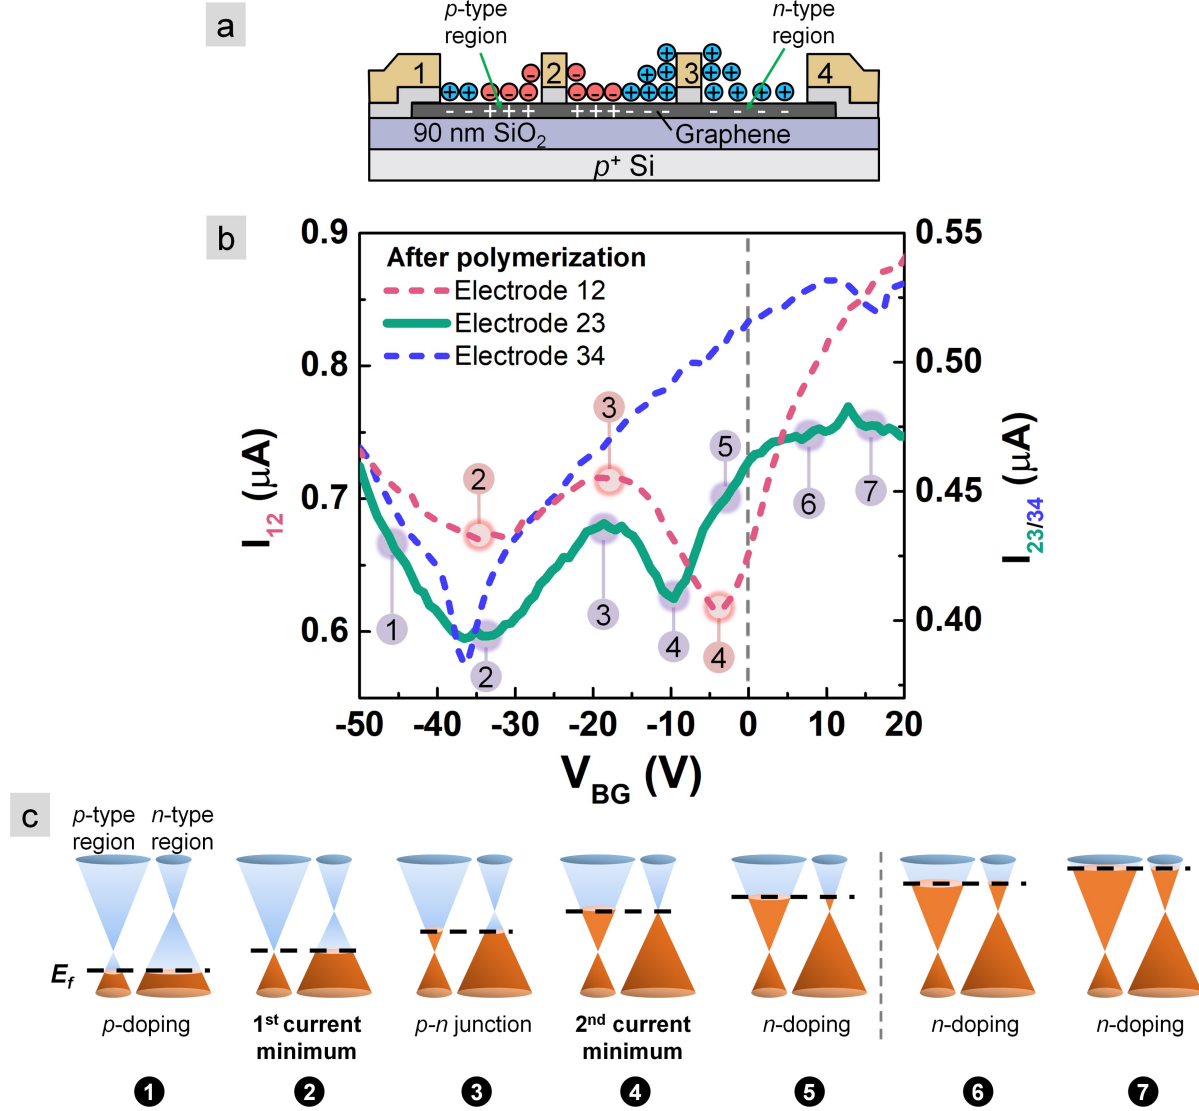 a
p-type
region
n-type
region
1
2
3
4
90 nm SiO2
Graphene
p+ Si
b
0.9
0.8
0.7
0.6
I12 (μA)
After polymerization
Electrode 12
Electrode 23
Electrode 34
0.55
0.50
0.45
0.40
I23/34 (μA)
2
3
4
1
2
3
4
5
6
7
-50 -40 -30 -20 -10 0 10 20
VBG (V)
c
p-type
region
n-type
region
Ef
p-doping
1st current
minimum
p-n junction
2nd current
minimum
n-doping
n-doping
n-doping
1 2 3 4 5 6 7